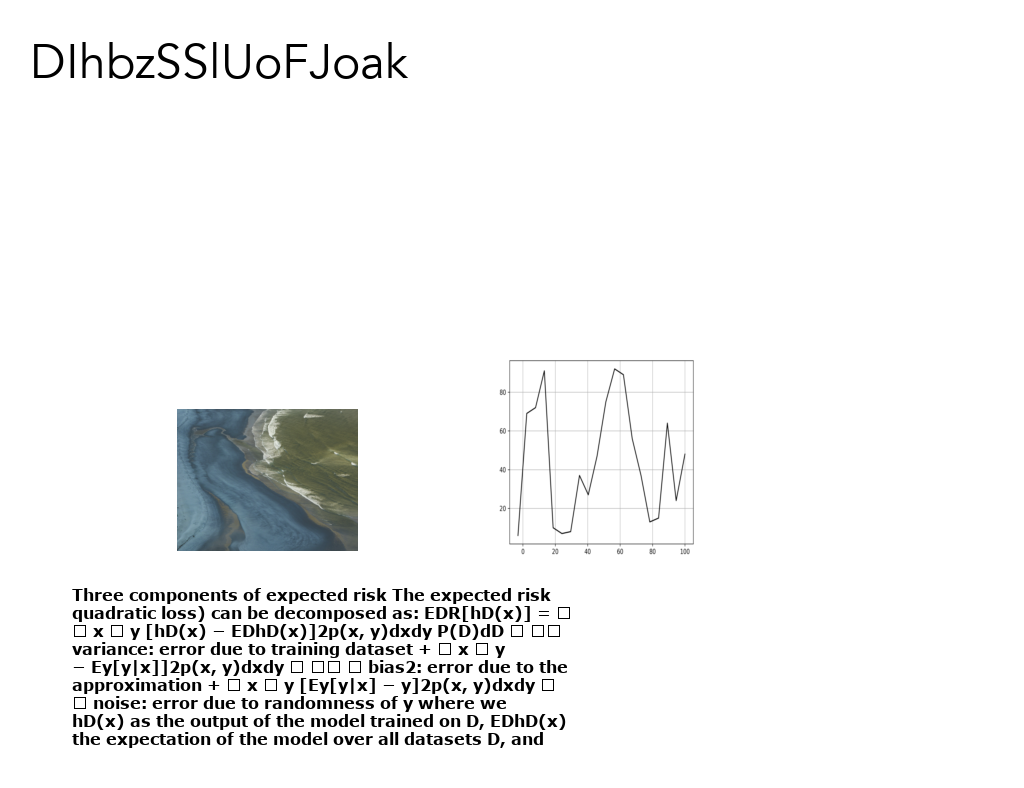 DIhbzSSlUoFJoak
80
60
40
20
0 20 40 60 80 100
Three components of expected risk The expected risk
quadratic loss) can be decomposed as: EDR[hD(x)] = □
□ x □ y [hD(x) − EDhD(x)]2p(x, y)dxdy P(D)dD □ □□
variance: error due to training dataset + □ x □ y
− Ey[y|x]]2p(x, y)dxdy □ □□ □ bias2: error due to the
approximation + □ x □ y [Ey[y|x] − y]2p(x, y)dxdy □
□ noise: error due to randomness of y where we
hD(x) as the output of the model trained on D, EDhD(x)
the expectation of the model over all datasets D, and